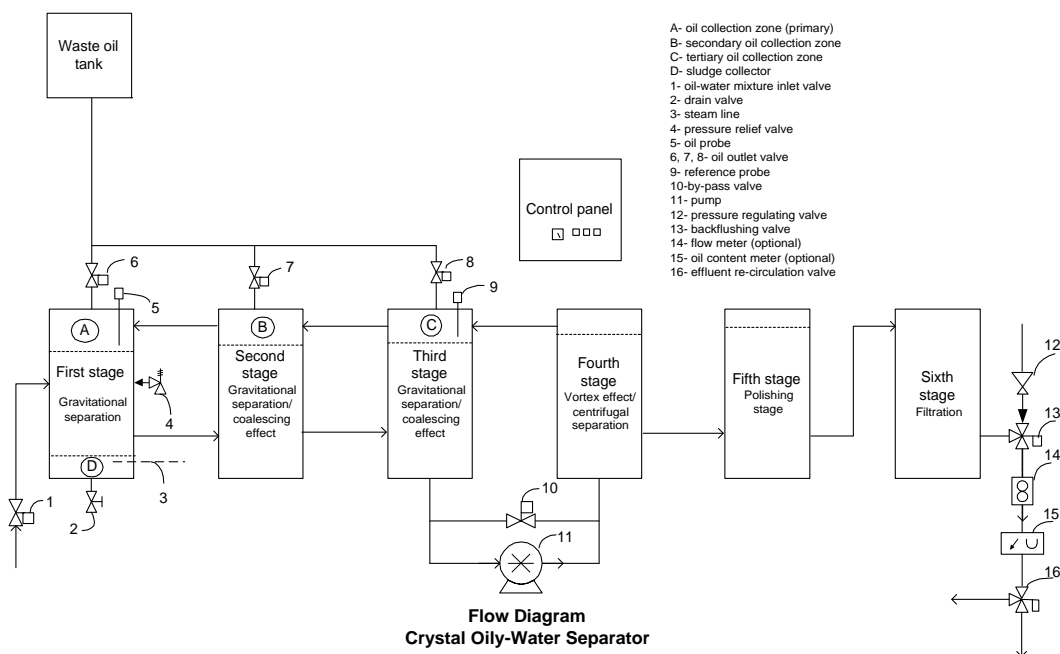 Waste oil
tank
A- oil collection zone (primary)
B- secondary oil collection zone
C- tertiary oil collection zone
D- sludge collector
1- oil-water mixture inlet valve
2- drain valve
3- steam line
4- pressure relief valve
5- oil probe
6, 7, 8- oil outlet valve
9- reference probe
10-by-pass valve
11- pump
12- pressure regulating valve
13- backflushing valve
14- flow meter (optional)
15- oil content meter (optional)
16- effluent re-circulation valve
Control panel
6
7
8
5
9
A
B
C
First stage
Gravitational
separation
Second
stage
Gravitational
separation/
coalescing
effect
Third
stage
Gravitational
separation/
coalescing
effect
Fourth
stage
Vortex effect/
centrifugal
separation
Fifth stage
Polishing
stage
Sixth
stage
Filtration
12
4
13
D
3
14
10
1
2
15
11
16
Flow Diagram
Crystal Oily-Water Separator